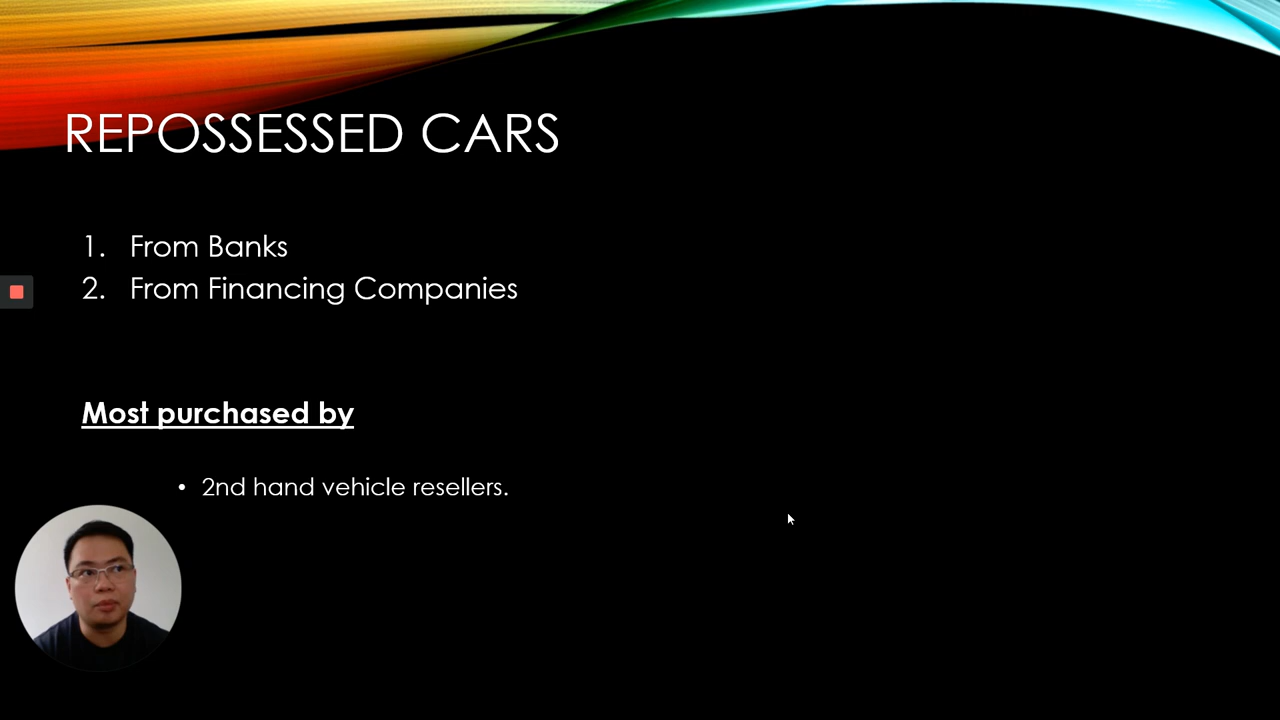 REPOSSESSED CARS
1. From Banks
2. From Financing Companies
Most purchased by
• 2nd hand vehicle resellers.